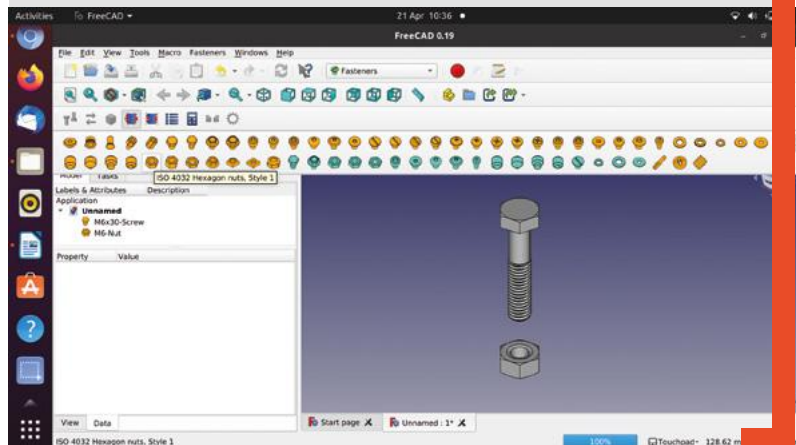 Activities
FreeCAD
21 Apr 10:36
FreeCAD 0.19
File Edit View Tools Macro Fasteners Windows Help
Fasteners
Model Tasks
ISO 4032 Hexagon nuts, Style 1
Labels & Attributes Description
Application
Unnamed
M6x30-Screw
M6-Nut
Property Value
View Data
Start page
Unnamed : 1*
ISO 4032 Hexagon nuts, Style 1
100%
Touchpad 128.62 m